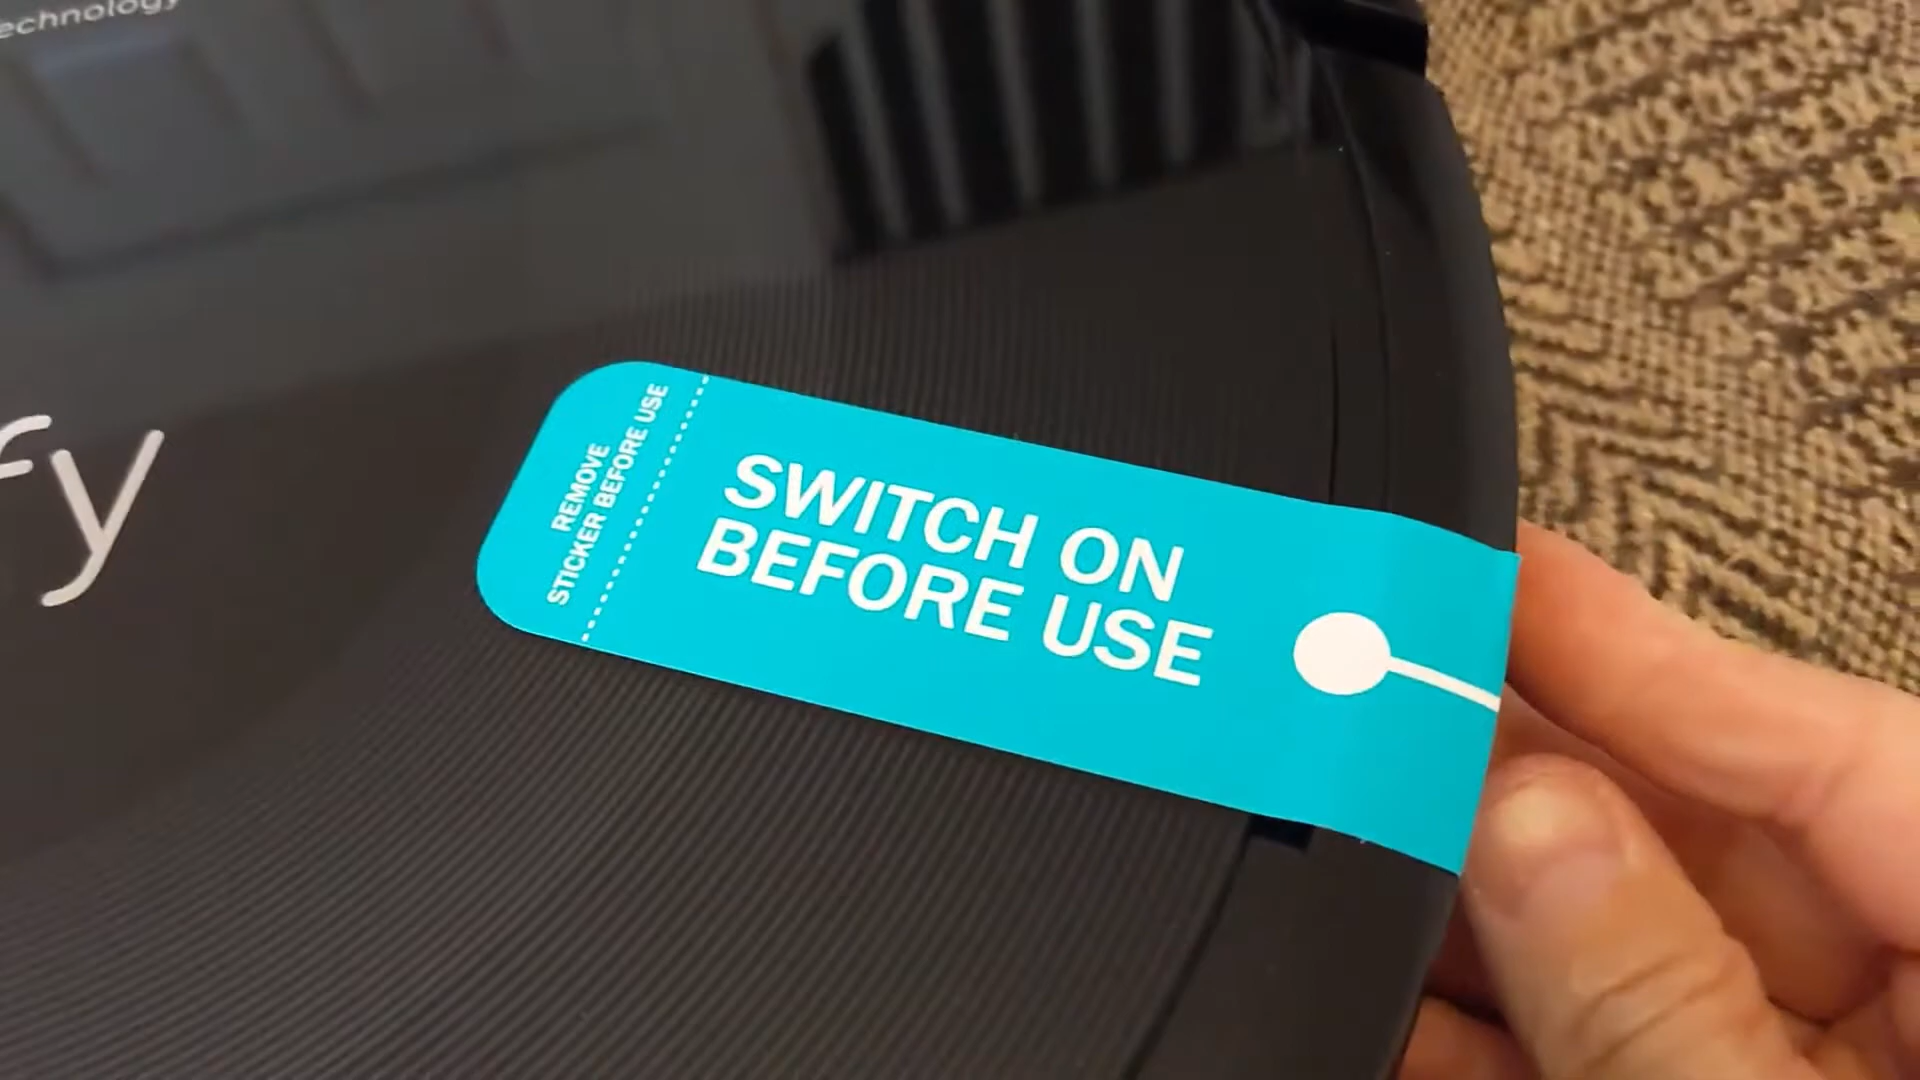 echnology
fy
REMOVE
STICKER BEFORE USE
SWITCH ON
BEFORE USE